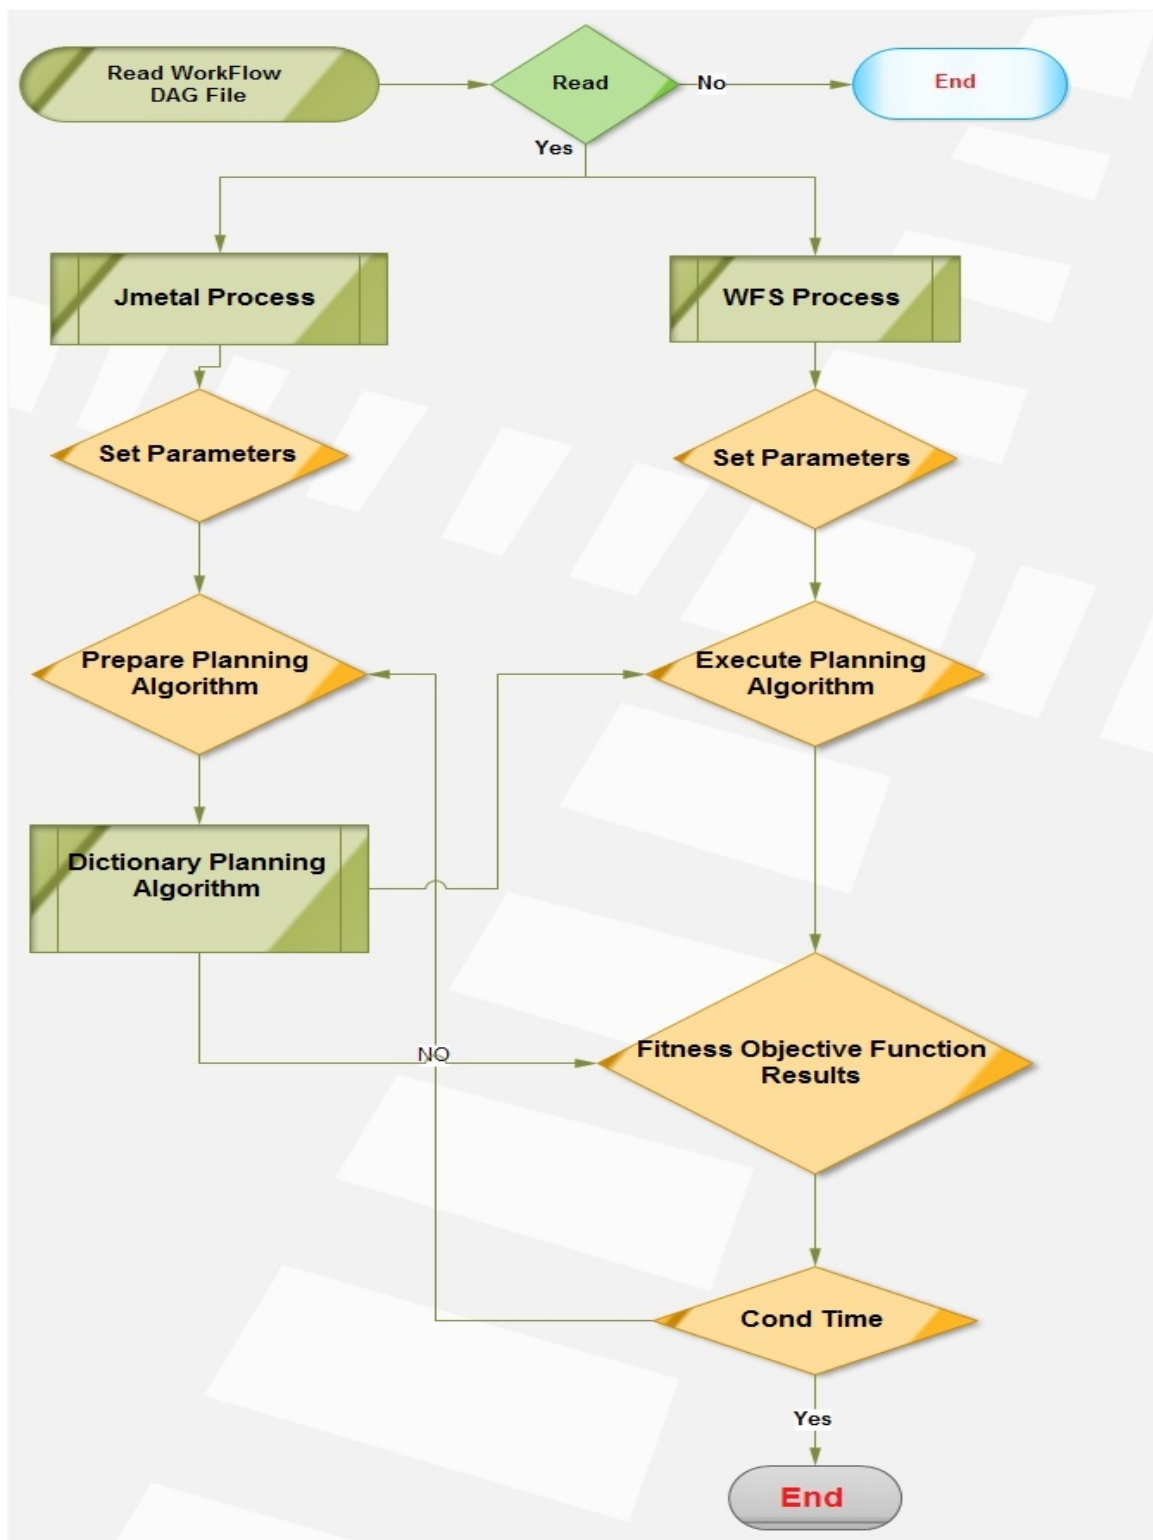 Read WorkFlow
DAG File
Read
No
End
Yes
Jmetal Process
WFS Process
Set Parameters
Set Parameters
Prepare Planning
Algorithm
Execute Planning
Algorithm
Dictionary Planning
Algorithm
NO
Fitness Objective Function
Results
Cond Time
Yes
End